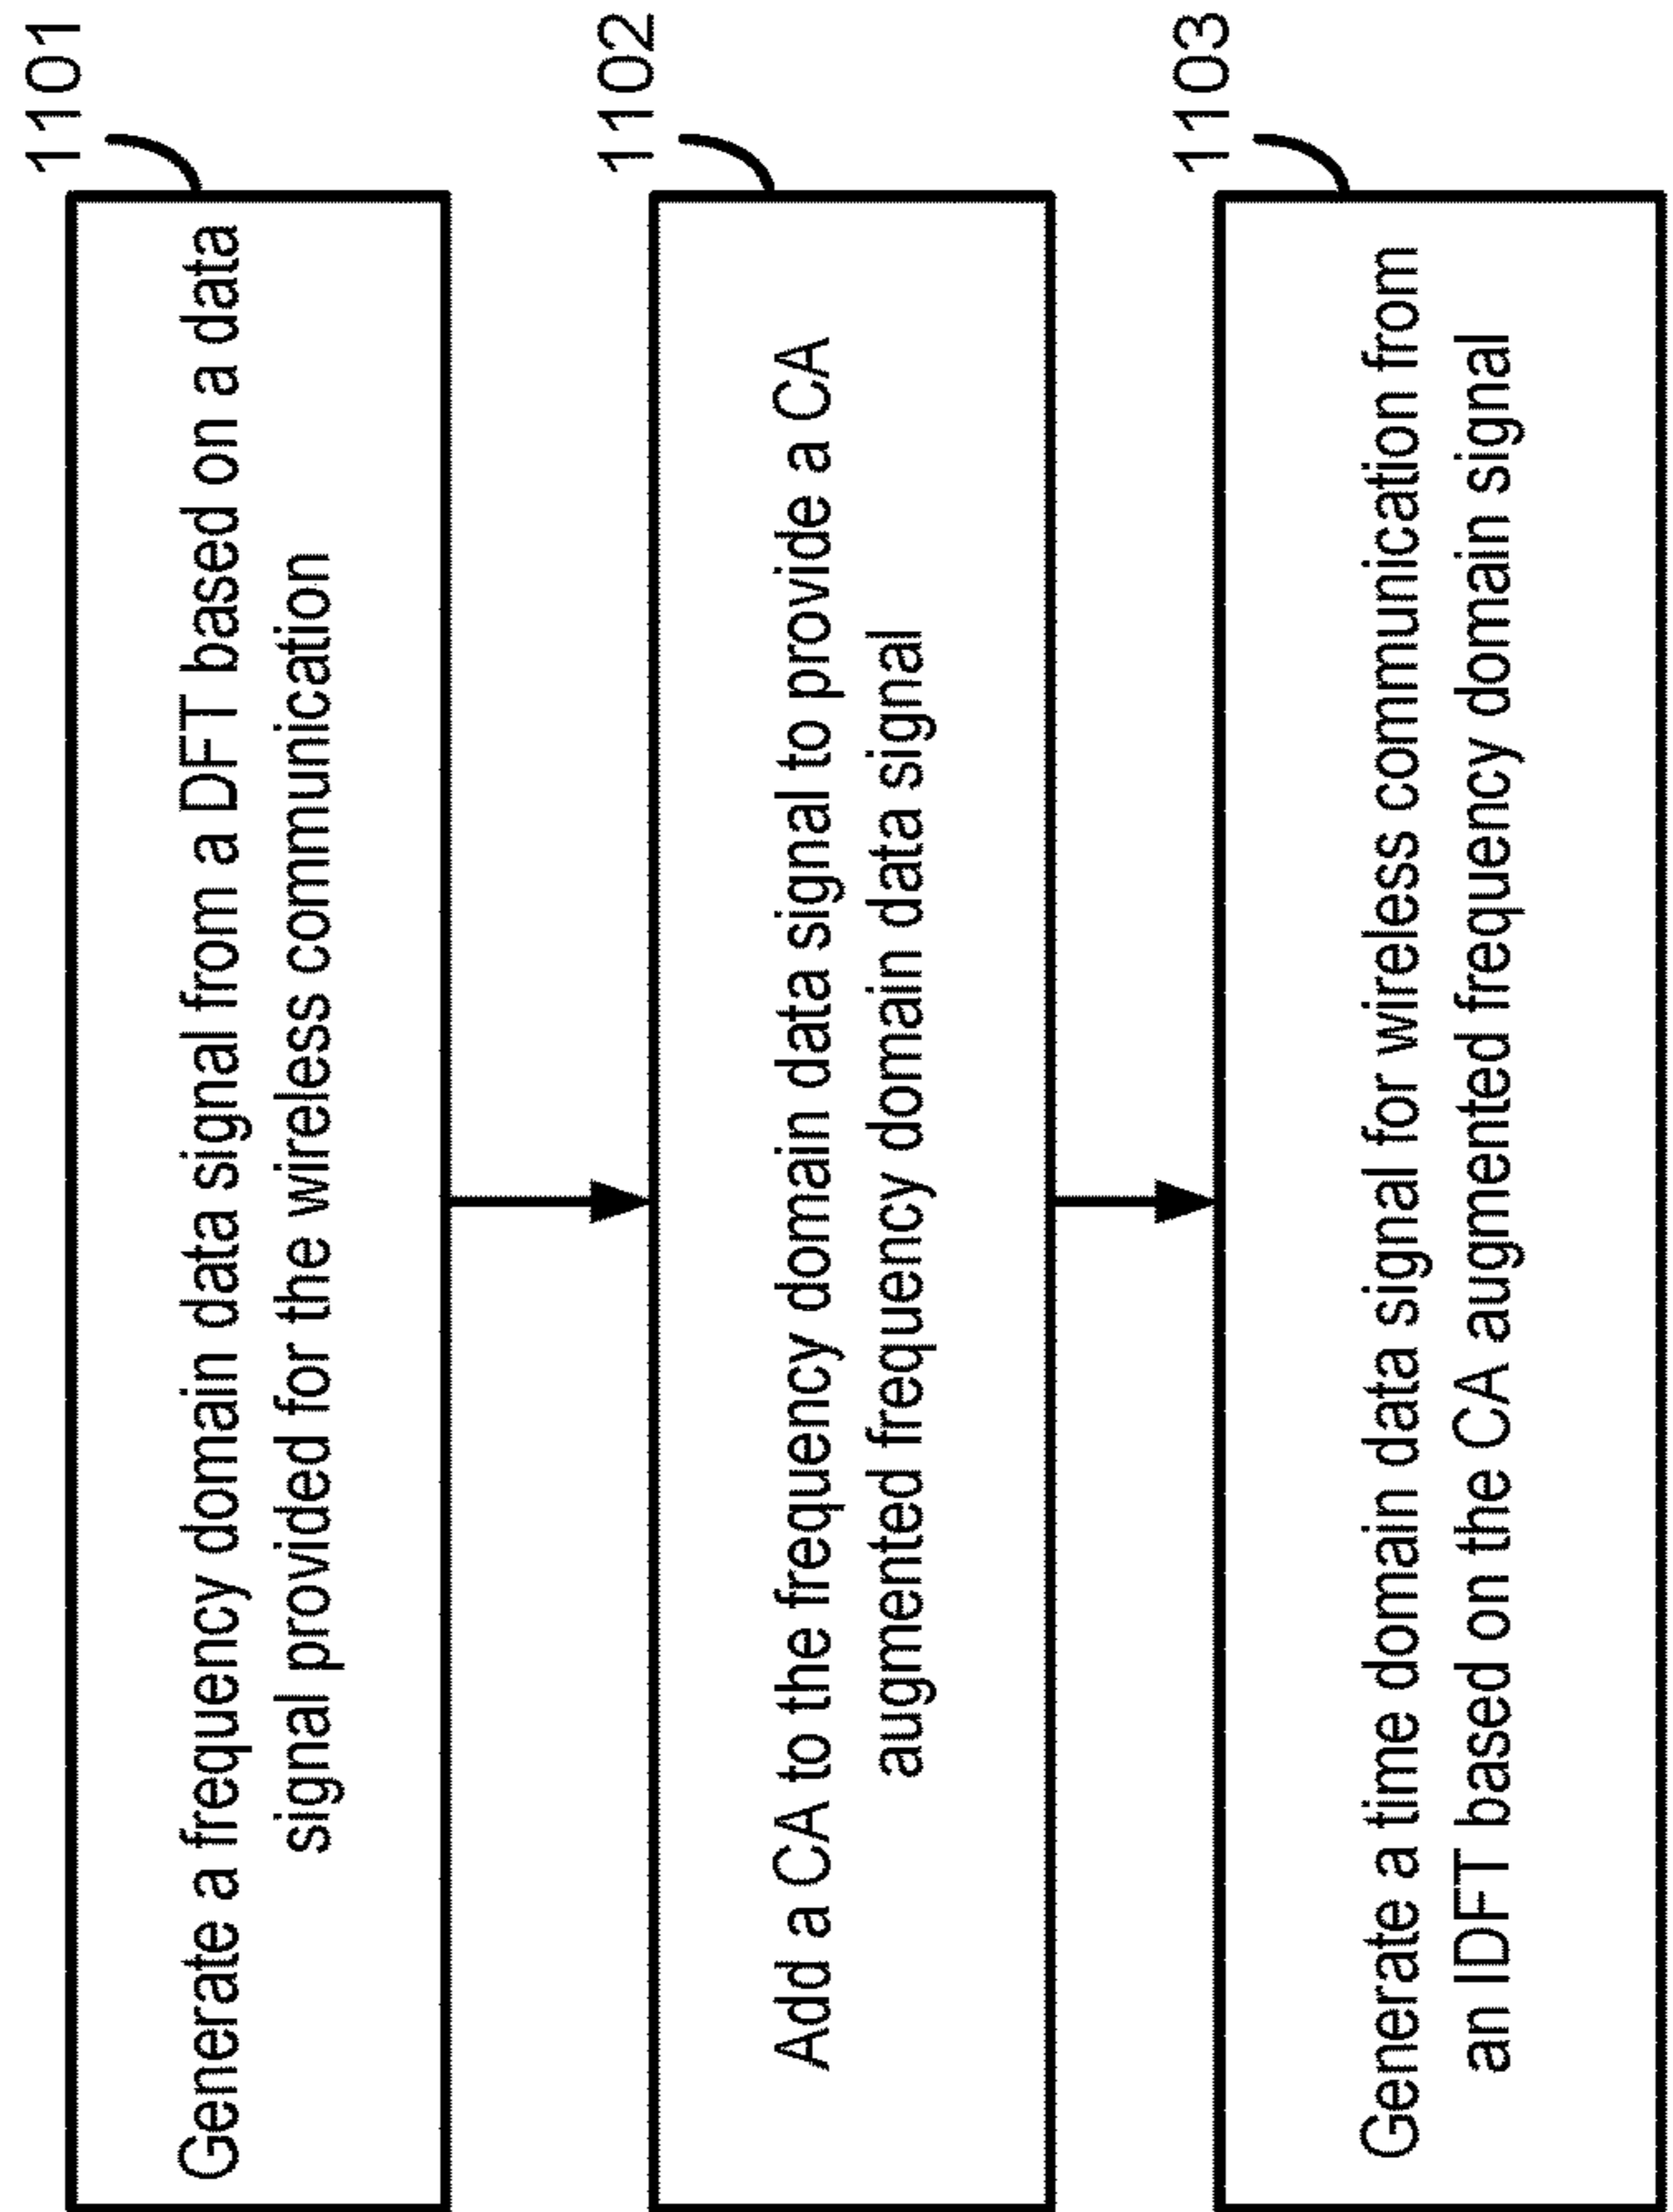 1101
Generate a frequency domain data signal from a DFT based on a data
signal provided for the wireless communication
1102
Add a CA to the frequency domain data signal to provide a CA
augmented frequency domain data signal
1103
Generate a time domain data signal for wireless communication from
an IDFT based on the CA augmented frequency domain signal